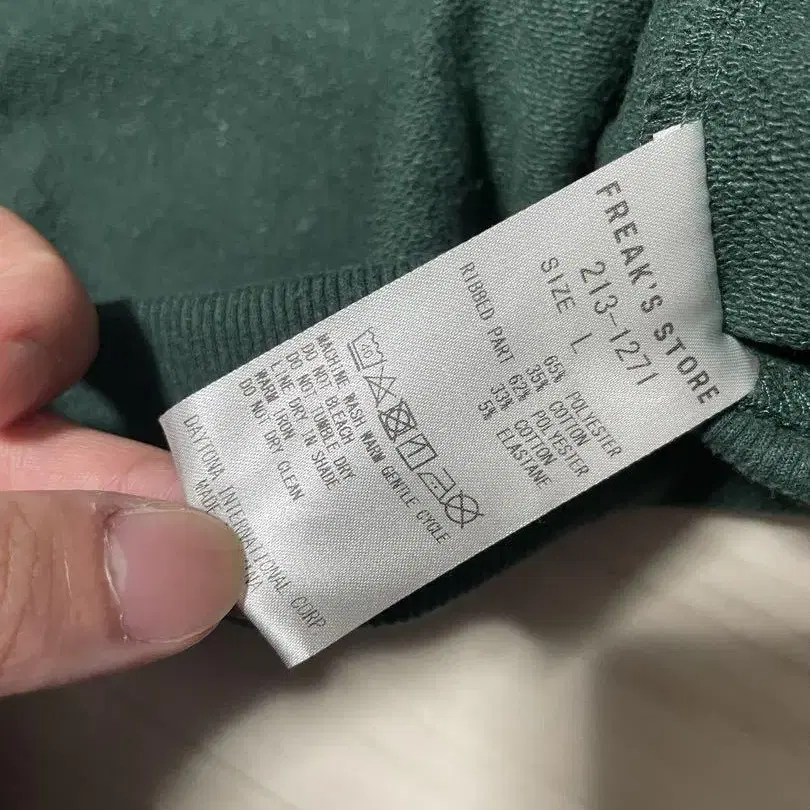 FREAK'S STORE
213-1271
SIZE L
65% POLYESTER
35% COTTON
RIBBED PART 62% POLYESTER
33% COTTON
5% ELASTANE
MACHINE WASH WARM GENTLE CYCLE
DO NOT BLEACH
DO NOT TUMBLE DRY
LINE DRY IN SHADE
WARM IRON
DO NOT DRY CLEAN
DAYTONA INTERNATIONAL CORP
MADE